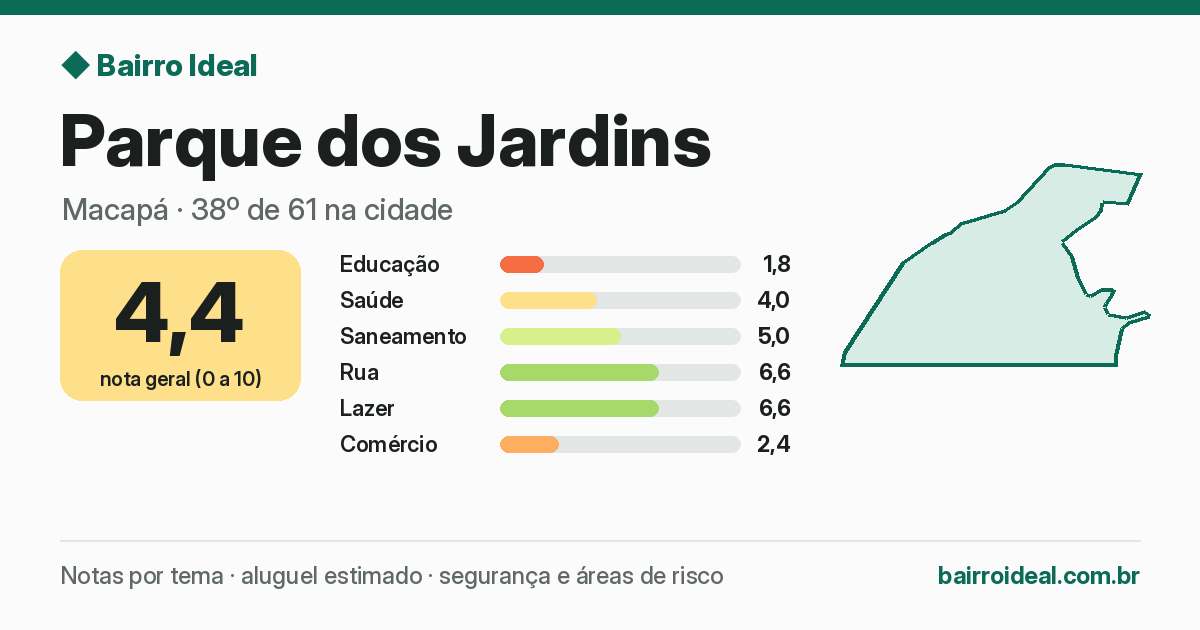 Bairro Ideal
Parque dos Jardins
Macapá · 38º de 61 na cidade
4,4
nota geral (0 a 10)
Educação 1,8
Saúde 4,0
Saneamento 5,0
Rua 6,6
Lazer 6,6
Comércio 2,4
Notas por tema · aluguel estimado · segurança e áreas de risco
bairroideal.com.br